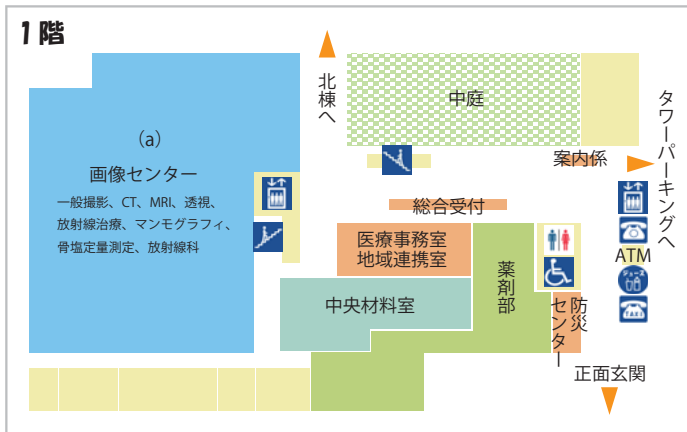 1階
北棟へ
中庭
タワーパーキングへ
(a)
画像センター
一般撮影、CT、MRI、透視、
放射線治療、マンモグラフィ、
骨塩定量測定、放射線科
案内係
総合受付
医療事務室
地域連携室
薬剤部
中央材料室
ATM
ジュース
TAXI
防災
センター
正面玄関